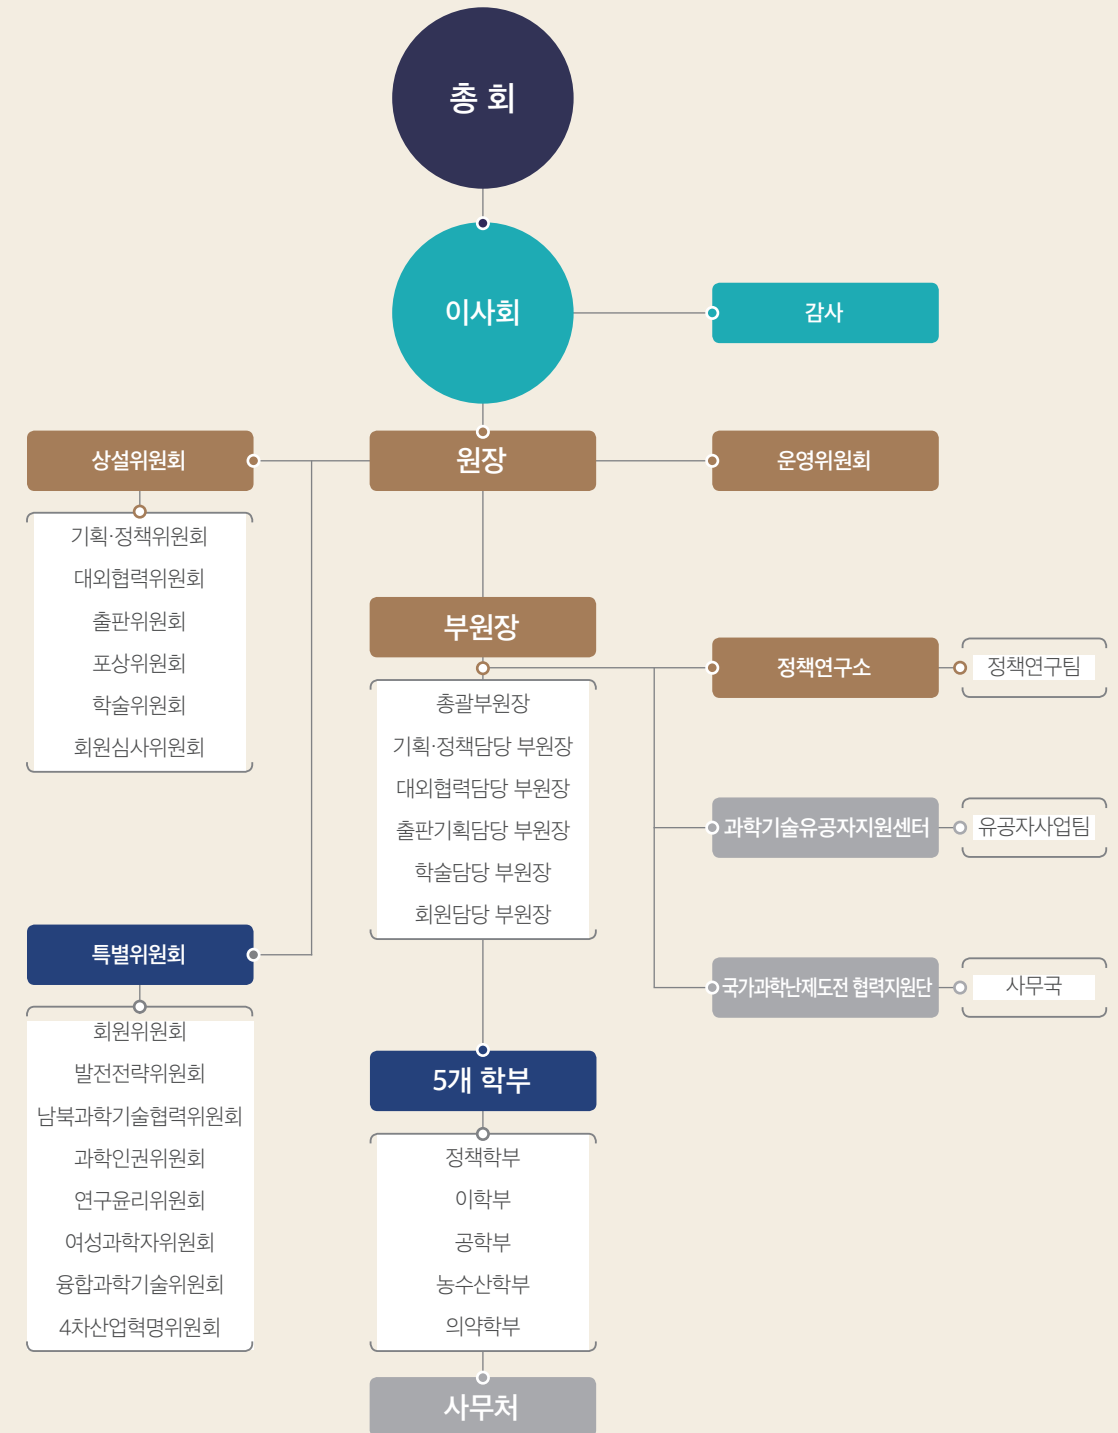 총 회
이사회
감사
상설위원회
원장
운영위원회
기획·정책위원회
대외협력위원회
출판위원회
포상위원회
학술위원회
회원심사위원회
부원장
총괄부원장
기획·정책담당 부원장
대외협력담당 부원장
출판기획담당 부원장
학술담당 부원장
회원담당 부원장
정책연구소
정책연구팀
과학기술유공자지원센터
유공자사업팀
국가과학난제도전 협력지원단
사무국
특별위원회
회원위원회
발전전략위원회
남북과학기술협력위원회
과학인권위원회
연구윤리위원회
여성과학자위원회
융합과학기술위원회
4차산업혁명위원회
5개 학부
정책학부
이학부
공학부
농수산학부
의약학부
사무처